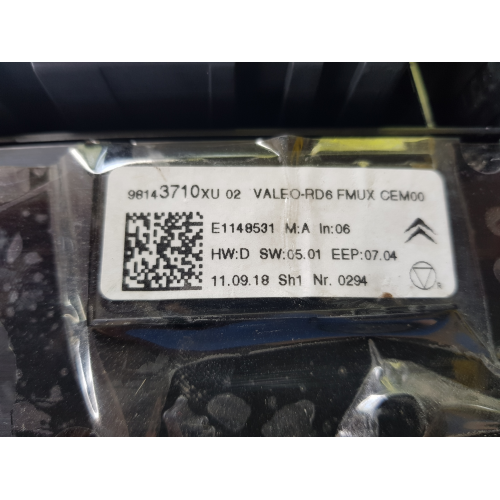 98143710XU 02 VALEO-RD6 FMUX CEM00
E1148531 M:A In:06
HW:D SW:05.01 EEP:07.04
11.09.18 Sh1 Nr. 0294
R